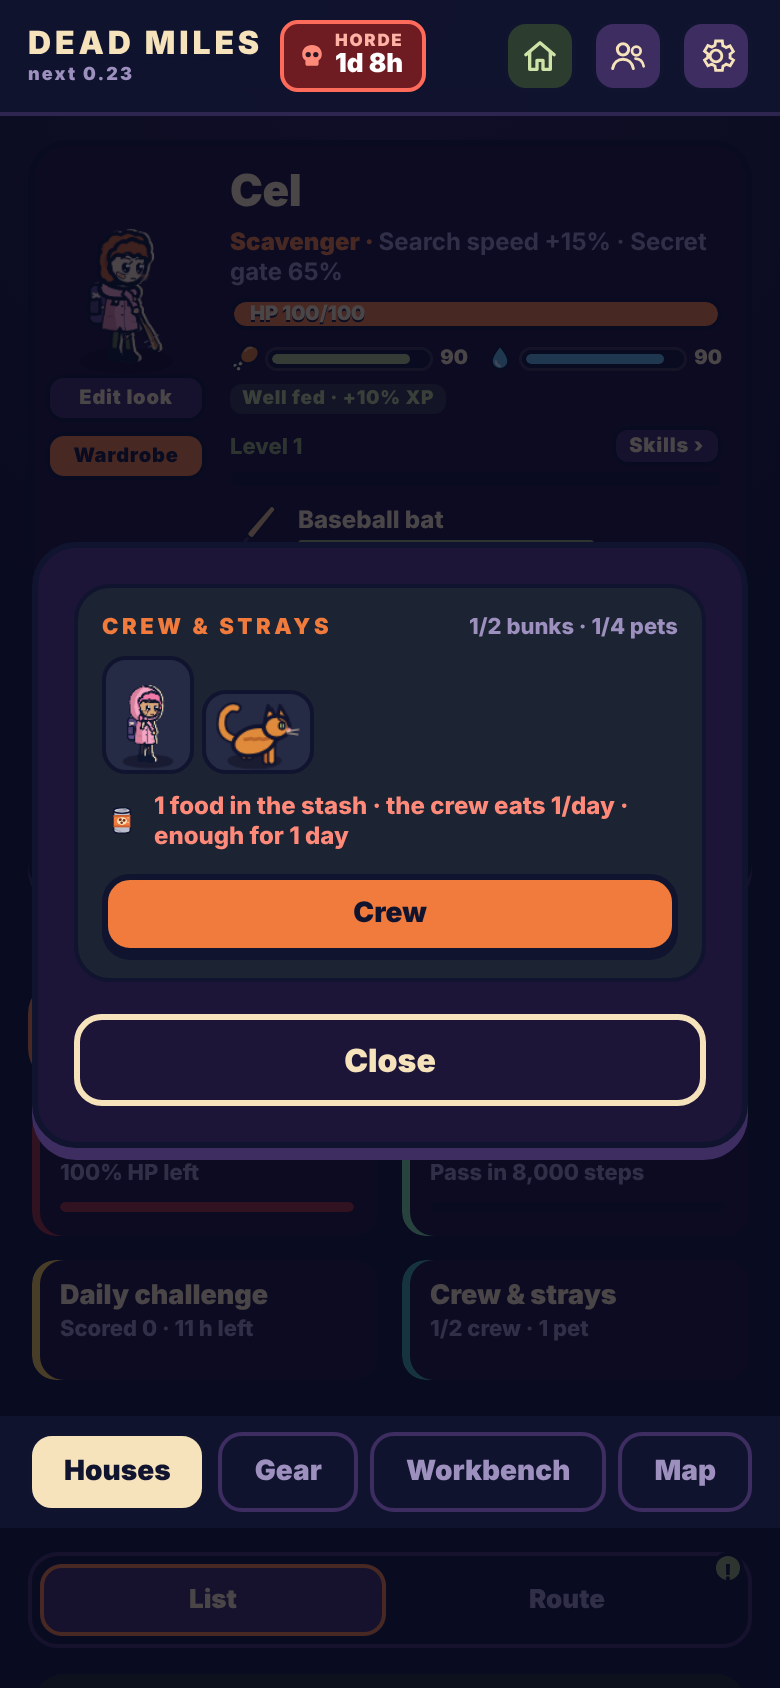 DEAD MILES
next 0.23
HORDE
1d 8h
Cel
Scavenger · Search speed +15% · Secret
gate 65%
HP 100/100
90
90
Edit look
Well fed · +10% XP
Wardrobe
Level 1
Skills ›
Baseball bat
CREW & STRAYS
1/2 bunks · 1/4 pets
1 food in the stash · the crew eats 1/day ·
enough for 1 day
Crew
Close
100% HP left
Pass in 8,000 steps
Daily challenge
Scored 0 · 11 h left
Crew & strays
1/2 crew · 1 pet
Houses
Gear
Workbench
Map
List
Route
!